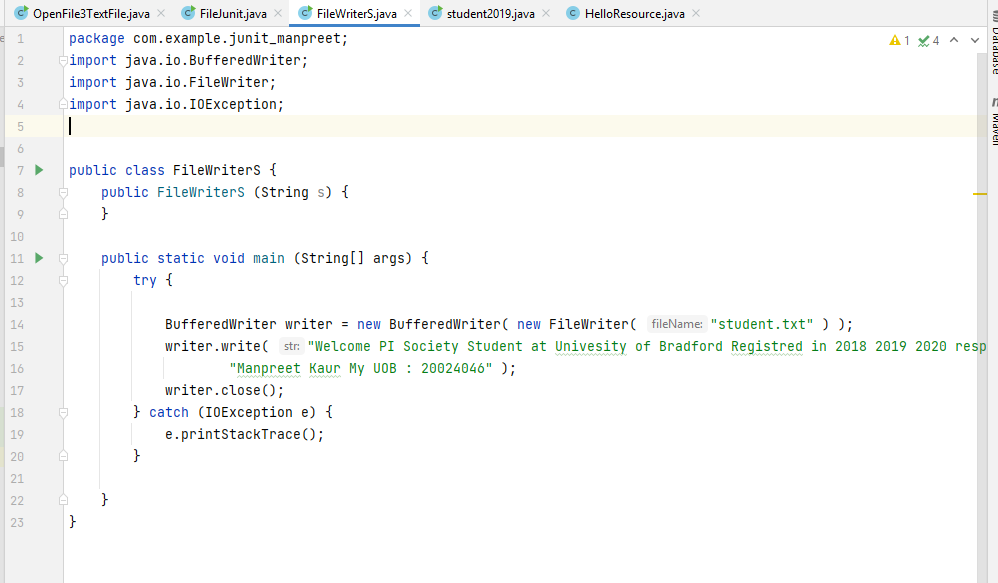 OpenFile3TextFile.java FileJunit.java FileWriterS.java student2019.java HelloResource.java
1 package com.example.junit_manpreet; 1 4
2 import java.io.BufferedWriter;
3 import java.io.FileWriter;
4 import java.io.IOException;
5
6
7 public class FileWriterS {
8 public FileWriterS (String s) {
9 }
10
11 public static void main (String[] args) {
12 try {
13
14 BufferedWriter writer = new BufferedWriter( new FileWriter( fileName: "student.txt" ) );
15 writer.write( str: "Welcome PI Society Student at Univesity of Bradford Registred in 2018 2019 2020 resp
16 "Manpreet Kaur My UOB : 20024046" );
17 writer.close();
18 } catch (IOException e) {
19 e.printStackTrace();
20 }
21
22 }
23 }
Database
Maven